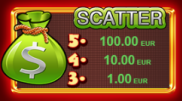 SCATTER
5- 100.00 EUR
$ 4- 10.00 EUR
3- 1.00 EUR